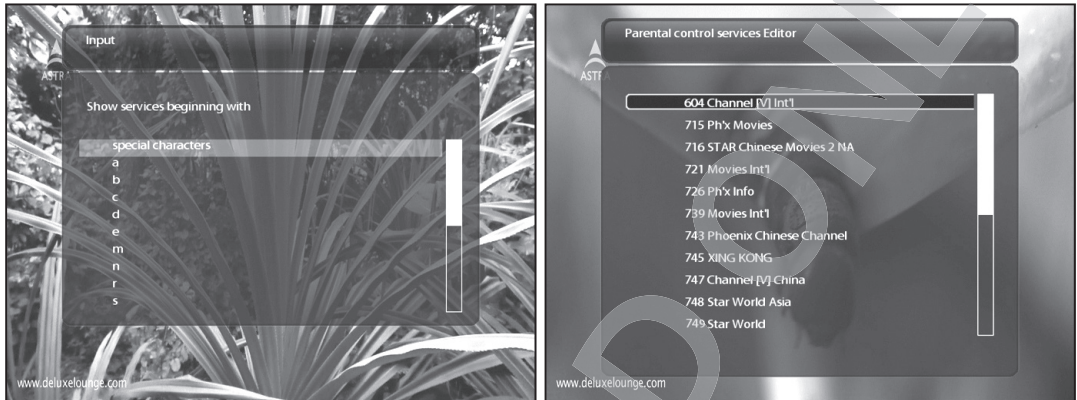 Input
ASTRA
Show services beginning with
special characters
a
b
c
d
e
m
n
r
s
www.deluxelounge.com
Parental control services Editor
ASTRA
604 Channel [V] Int'l
715 Ph'x Movies
716 STAR Chinese Movies 2 NA
721 Movies Int'l
726 Ph'x Info
739 Movies Int'l
743 Phoenix Chinese Channel
745 XING KONG
747 Channel [V] China
748 Star World Asia
749 Star World
www.deluxelounge.com